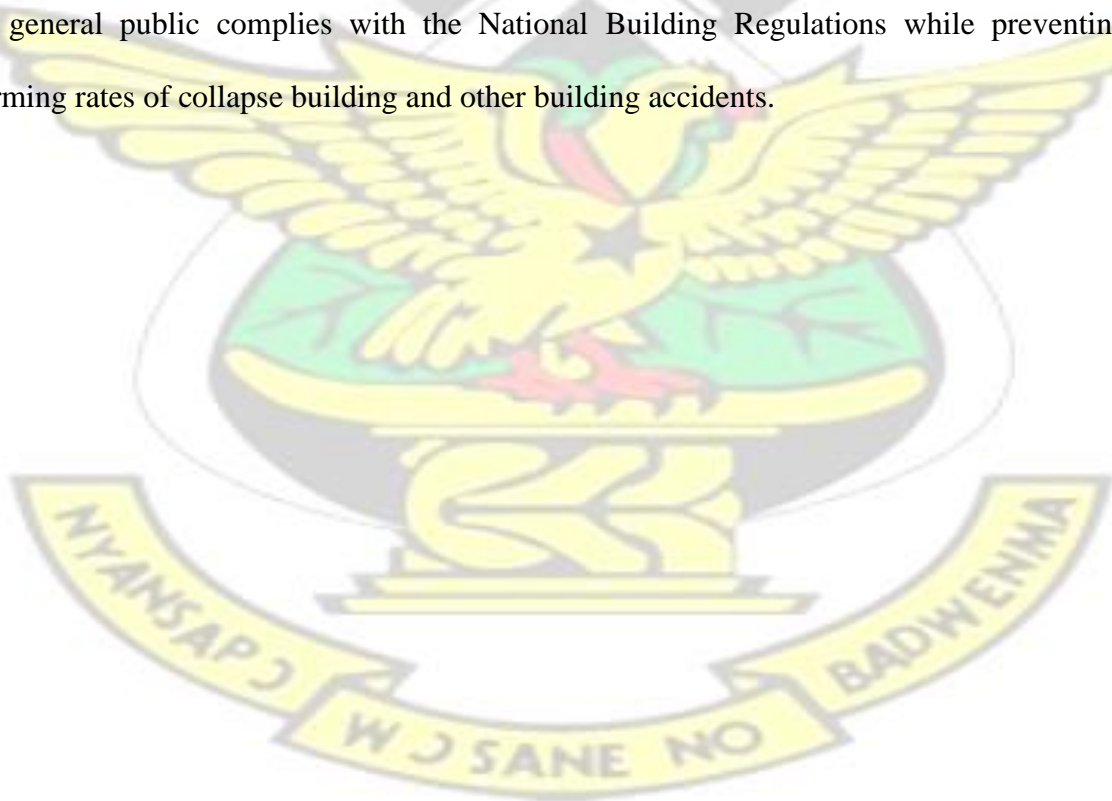 general public complies with the National Building Regulations while preventin
rming rates of collapse building and other building accidents.
NYANSAPƆ
WƆSANE NO
BADWENMA